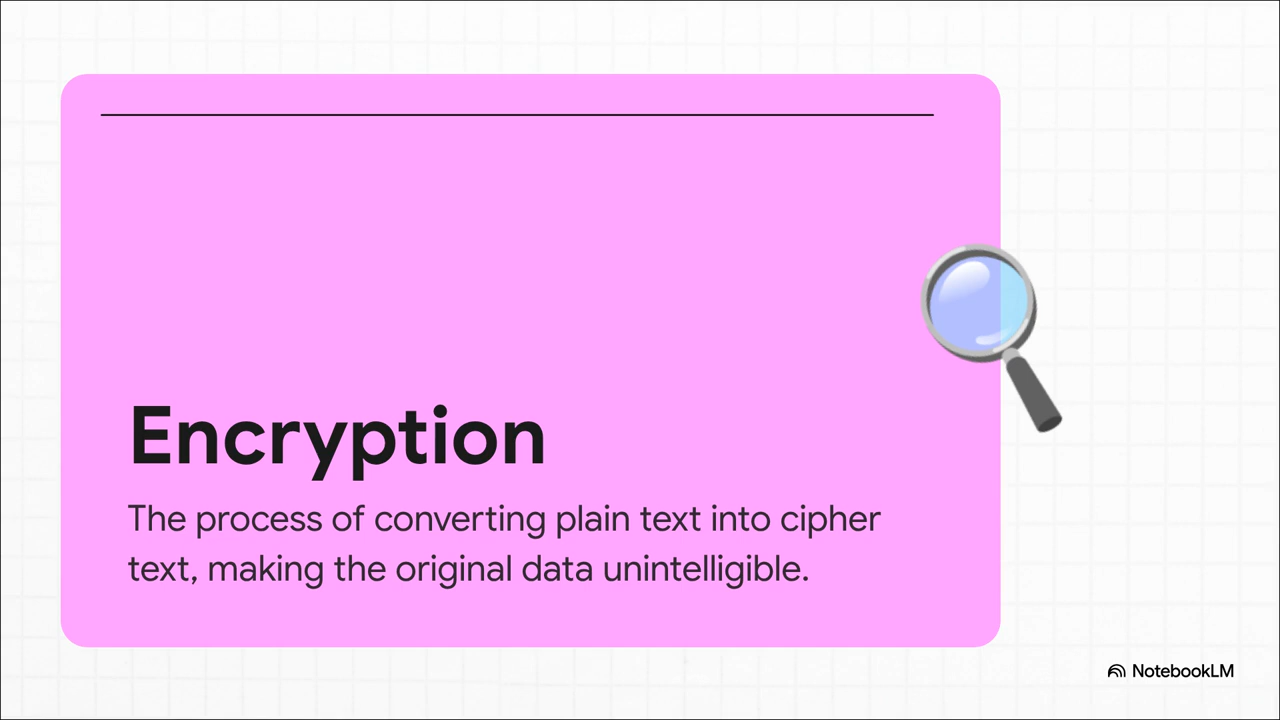 Encryption
The process of converting plain text into cipher
text, making the original data unintelligible.
NotebookLM